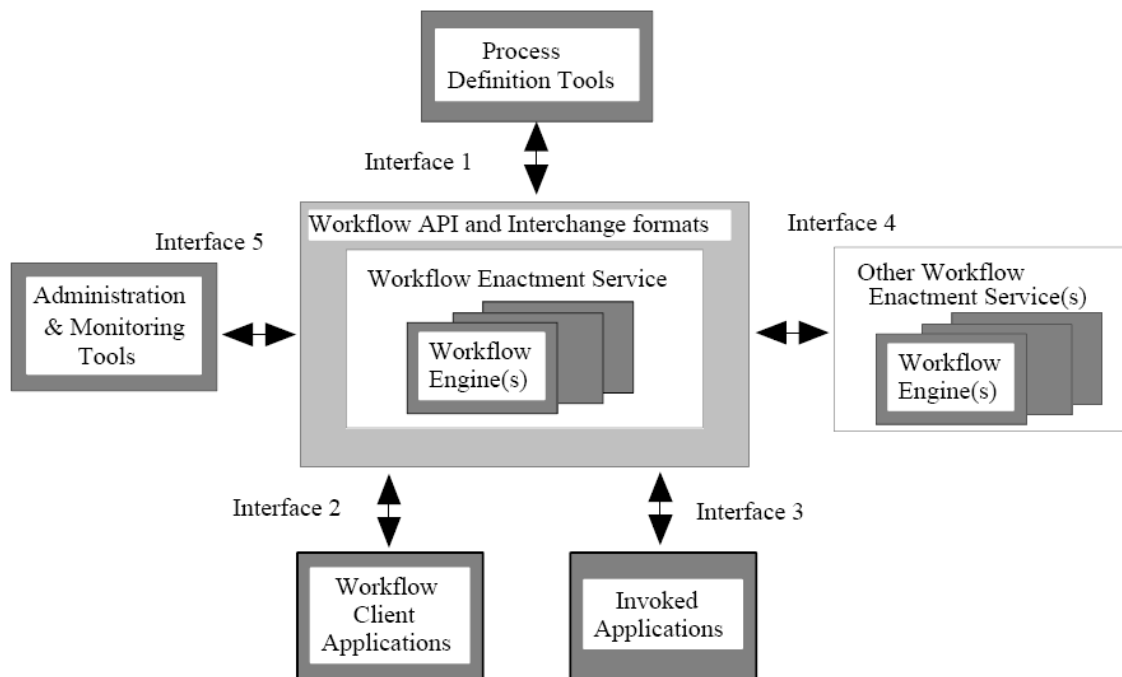 Process
Definition Tools
Interface 1
Workflow API and Interchange formats
Interface 4
Interface 5
Workflow Enactment Service
Other Workflow
Enactment Service(s)
Administration
& Monitoring
Tools
Workflow
Engine(s)
Workflow
Engine(s)
Interface 2
Interface 3
Workflow
Client
Applications
Invoked
Applications